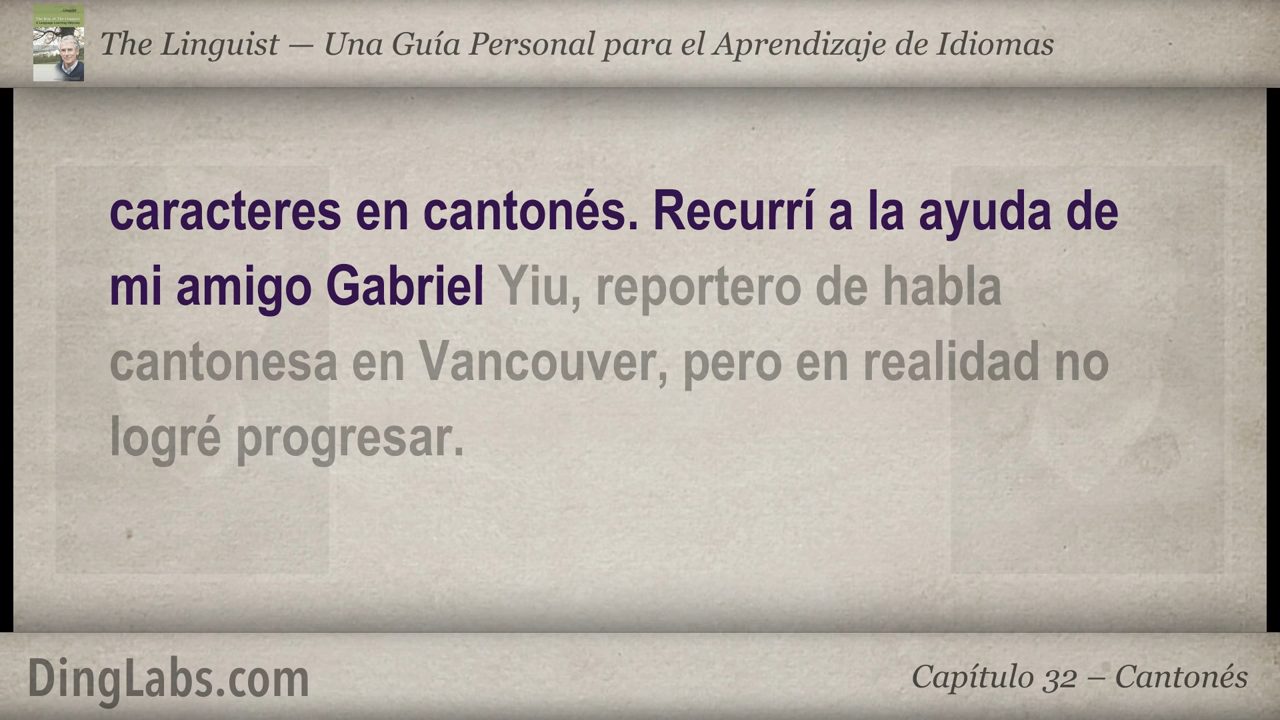 The Linguist — Una Guía Personal para el Aprendizaje de Idiomas
caracteres en cantonés. Recurrí a la ayuda de
mi amigo Gabriel Yiu, reportero de habla
cantonesa en Vancouver, pero en realidad no
logré progresar.
DingLabs.com
Capítulo 32 – Cantonés